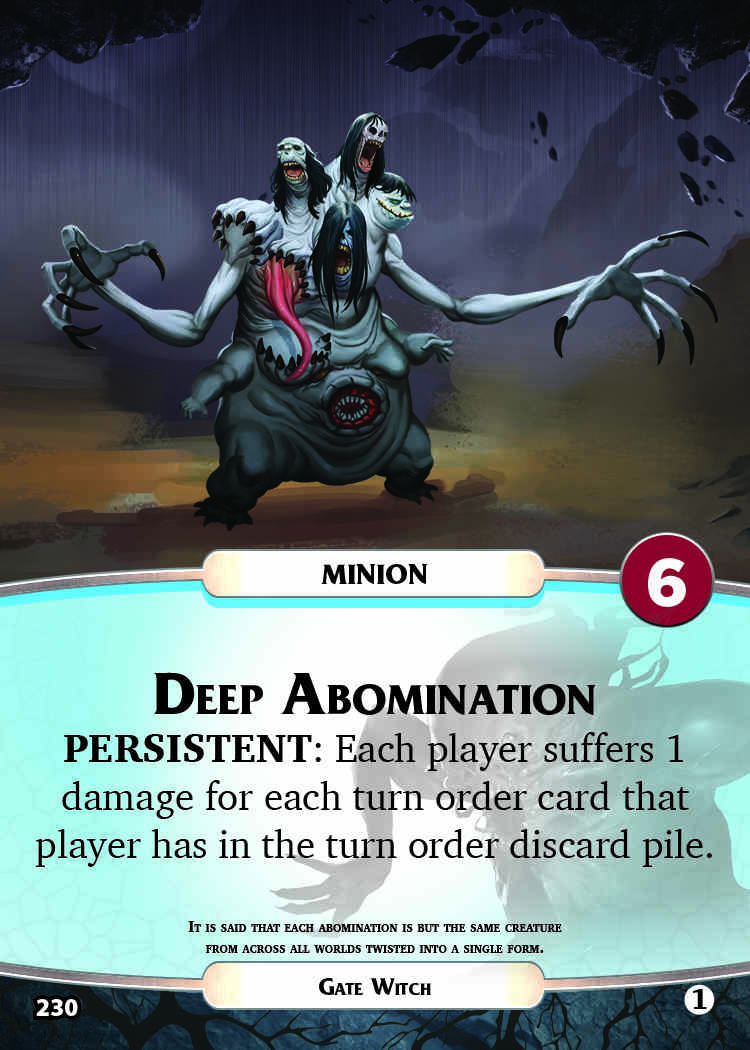 MINION
6
Deep Abomination
PERSISTENT: Each player suffers 1
damage for each turn order card that
player has in the turn order discard pile.
It is said that each abomination is but the same creature
from across all worlds twisted into a single form.
Gate Witch
230
1